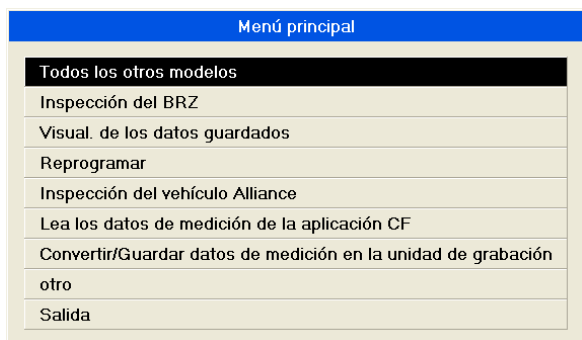 Menú principal
Todos los otros modelos
Inspección del BRZ
Visual. de los datos guardados
Reprogramar
Inspección del vehículo Alliance
Lea los datos de medición de la aplicación CF
Convertir/Guardar datos de medición en la unidad de grabación
otro
Salida